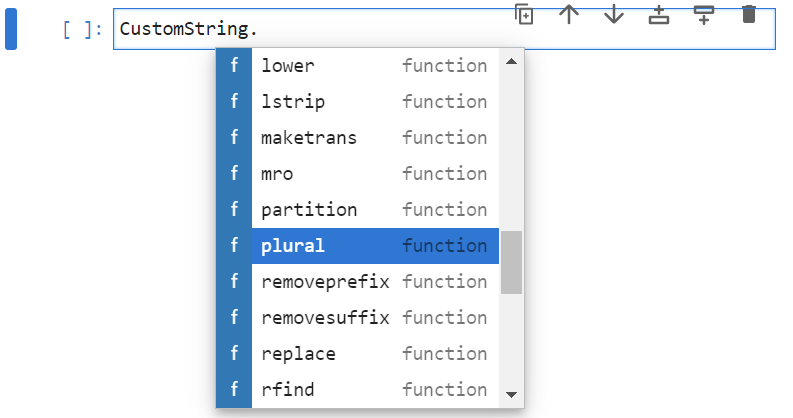 [ ]: CustomString.
f lower function
f lstrip function
f maketrans function
f mro function
f partition function
f plural function
f removeprefix function
f removesuffix function
f replace function
f rfind function